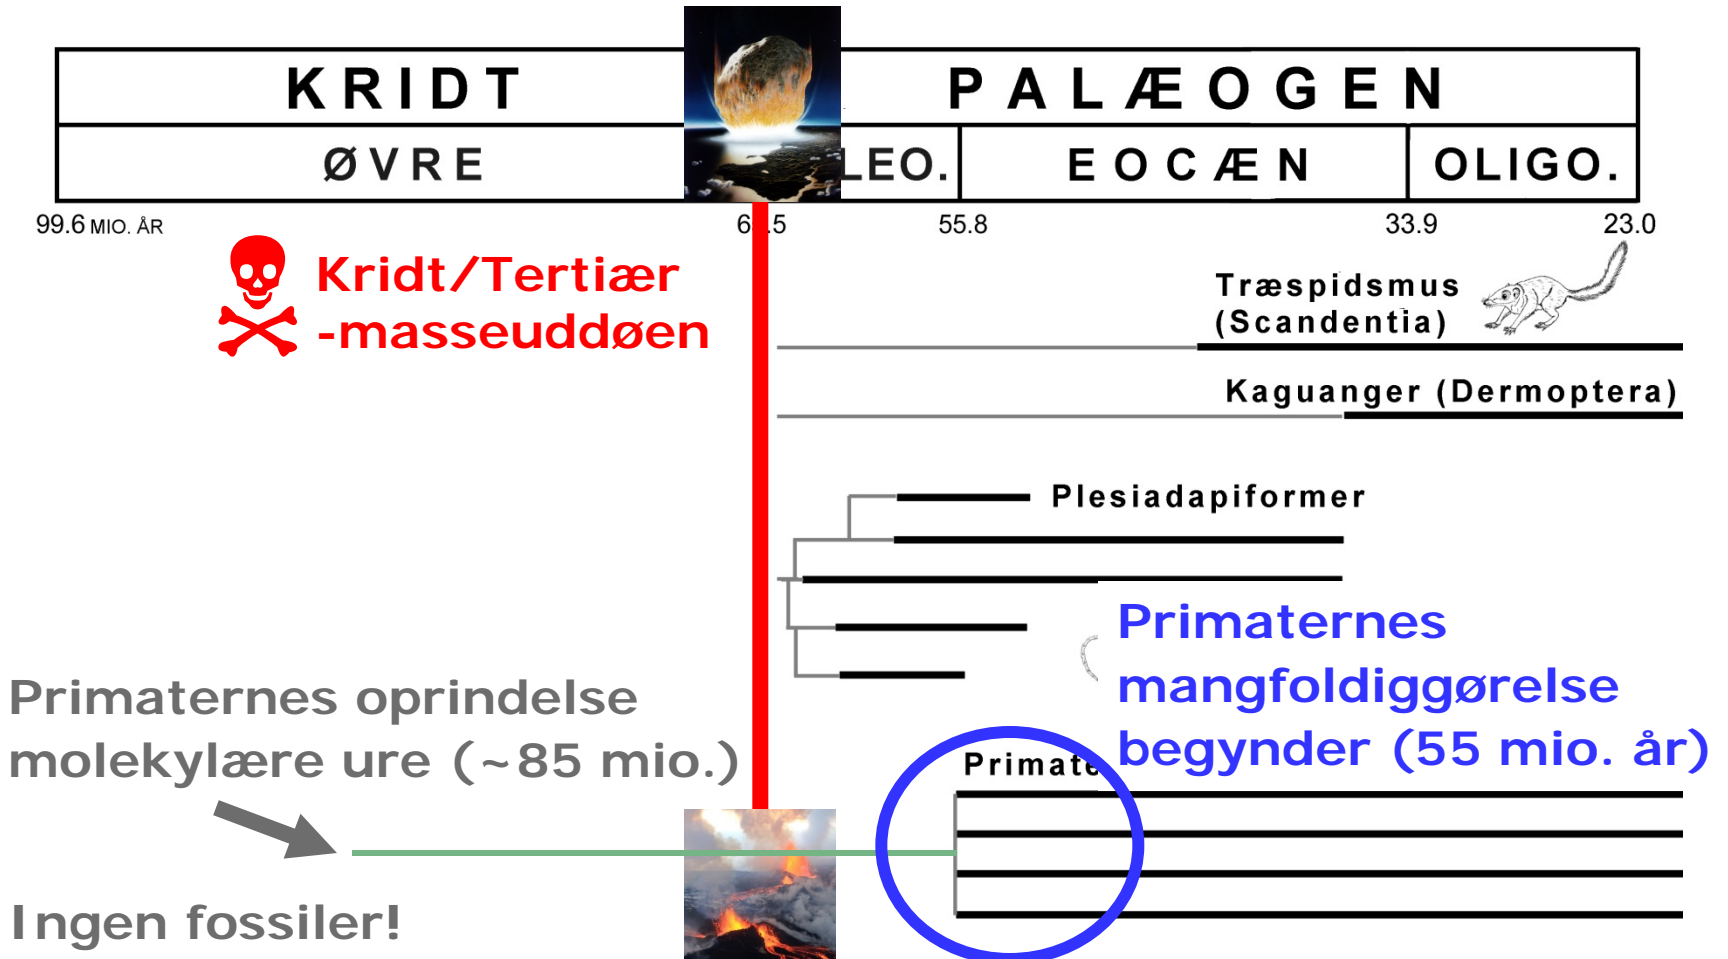 KRIDT
PALÆOGEN
ØVRE
LEO.
EOCÆN
OLIGO.
99.6 MIO. ÅR
55.8
33.9
23.0
Kridt/Tertiær
-masseuddøen
Træspidsmus
(Scandentia)
Kaguanger (Dermoptera)
Plesiadapiformer
Primaternes
mangfoldiggørelse
begynder (55 mio. år)
Primaternes oprindelse
molekylære ure (~85 mio.)
Primate
Ingen fossiler!